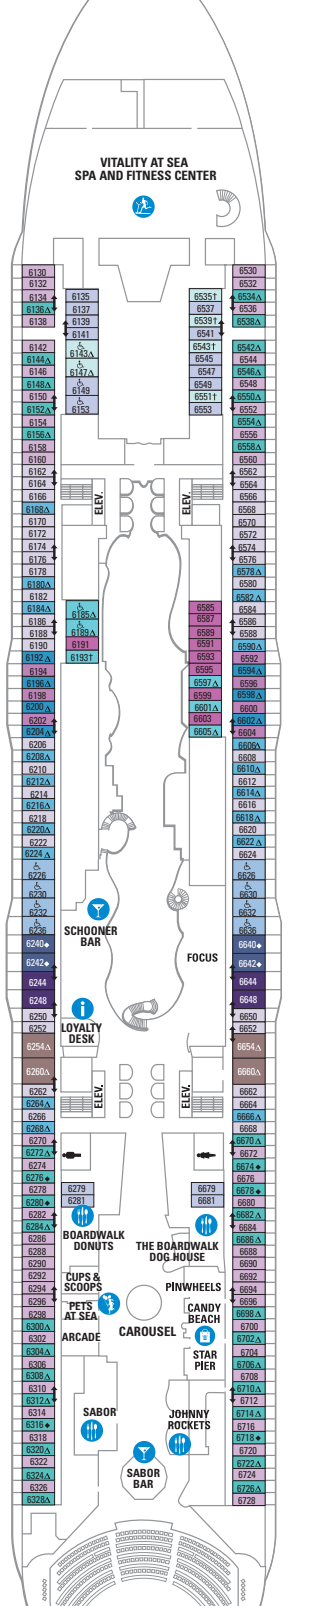 VITALITY AT SEA
SPA AND FITNESS CENTER
6130 6530
6132 6532
6134 6135 6535† 6534△
6136△ 6137 6537 6536
6138 6139 6539† 6538△
6141 6541
6142 6143△ 6543† 6542△
6144△ 6545 6544
6146 6147△ 6547 6546△
6148△ 6149 6549 6548
6150 6551† 6550△
6152△ 6153 6553 6552
6154 6554△
6156△ 6556
6158 6558△
6160 6560
6162 6562
6164 6564
ELEV. ELEV.
6166 6566
6168△ 6568
6170 6570
6172 6572
6174 6574
6176 6576
6178 6578△
6180△ 6580
6182 6582△
6184△ 6185△ 6585 6584
6186 6587 6586
6188 6189△ 6589 6588
6190 6191 6591 6590△
6192△ 6193† 6593 6592
6194 6595 6594△
6196△ 6597△ 6596
6198 6599 6598△
6200△ 6601△ 6600
6202 6603 6602△
6204△ 6605△ 6604
6206 6606△
6208△ 6608
6210 6610△
6212△ 6612
6214 6614△
6216△ 6616
6218 6618△
6220△ 6620
6222 6622△
6224△ 6624
6226 6626
6230 6630
6232 6632
6236 6636
SCHOONER
BAR
6240◆ 6640◆
6242◆ FOCUS 6642◆
6244 6644
6248 6648
6250 6650
LOYALTY
DESK
6252 6652
6254△ 6654△
6260△ 6660△
ELEV. ELEV.
6262 6662
6264△ 6664
6266 6666△
6268△ 6668
6270 6670△
6272△ 6672
6274 6674◆
6276◆ 6676
6278 6279 6679 6678◆
6280◆ 6281 6681 6680
6282 6682△
6284△ 6684
BOARDWALK
DONUTS
THE BOARDWALK
DOG HOUSE
6286 6686△
6288 6688
6290 6690
6292 6692
CUPS &
SCOOPS
PINWHEELS
6294 6694
6296 6696
PETS
AT SEA
CANDY
BEACH
6298 6698△
6300△ 6700
ARCADE
CAROUSEL
6302 6702△
6304△ 6704
STAR
PIER
6306 6706△
6308△ 6708
6310 6710△
6312△ 6712
6314 6714△
SABOR
JOHNNY
ROCKETS
6316◆ 6716
6318 6718◆
6320△ 6720
6322 6722△
6324△ 6724
SABOR
BAR
6326 6726△
6328△ 6728